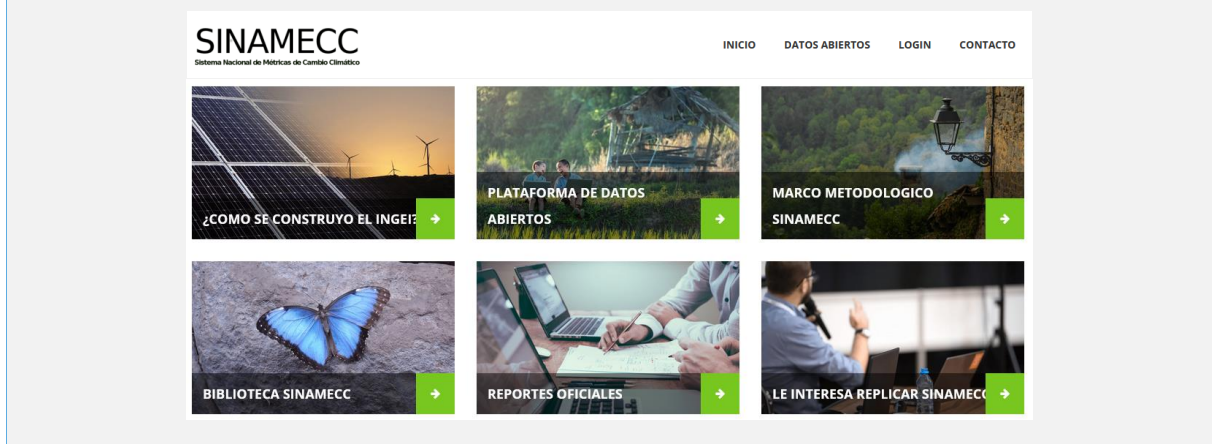 SINAMECC
Sistema Nacional de Métricas de Cambio Climático
INICIO DATOS ABIERTOS LOGIN CONTACTO
¿COMO SE CONSTRUYO EL INGEI?
PLATAFORMA DE DATOS
ABIERTOS
MARCO METODOLOGICO
SINAMECC
BIBLIOTECA SINAMECC
REPORTES OFICIALES
LE INTERESA REPLICAR SINAMECC